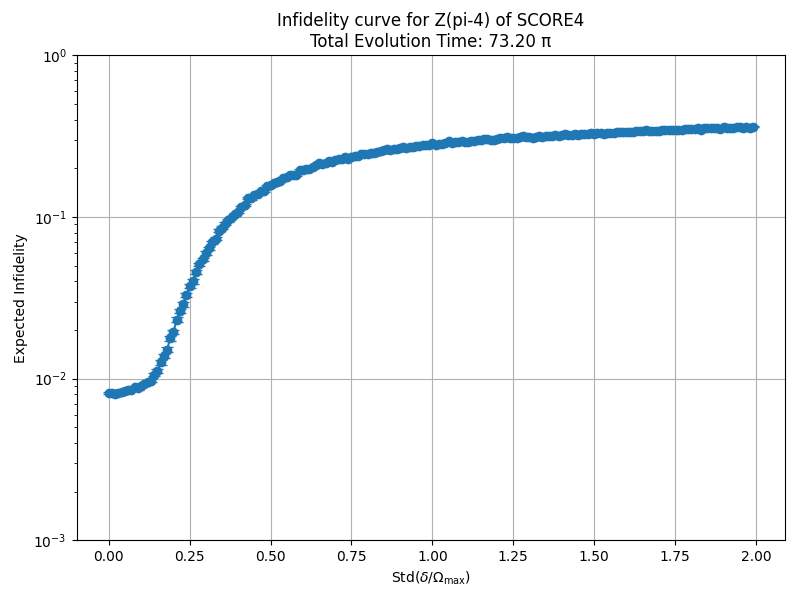 Infidelity curve for Z(pi-4) of SCORE4
Total Evolution Time: 73.20 π
Expected Infidelity
10⁰
10⁻¹
10⁻²
10⁻³
0.00 0.25 0.50 0.75 1.00 1.25 1.50 1.75 2.00
Std(δ/Ωₘₐₓ)